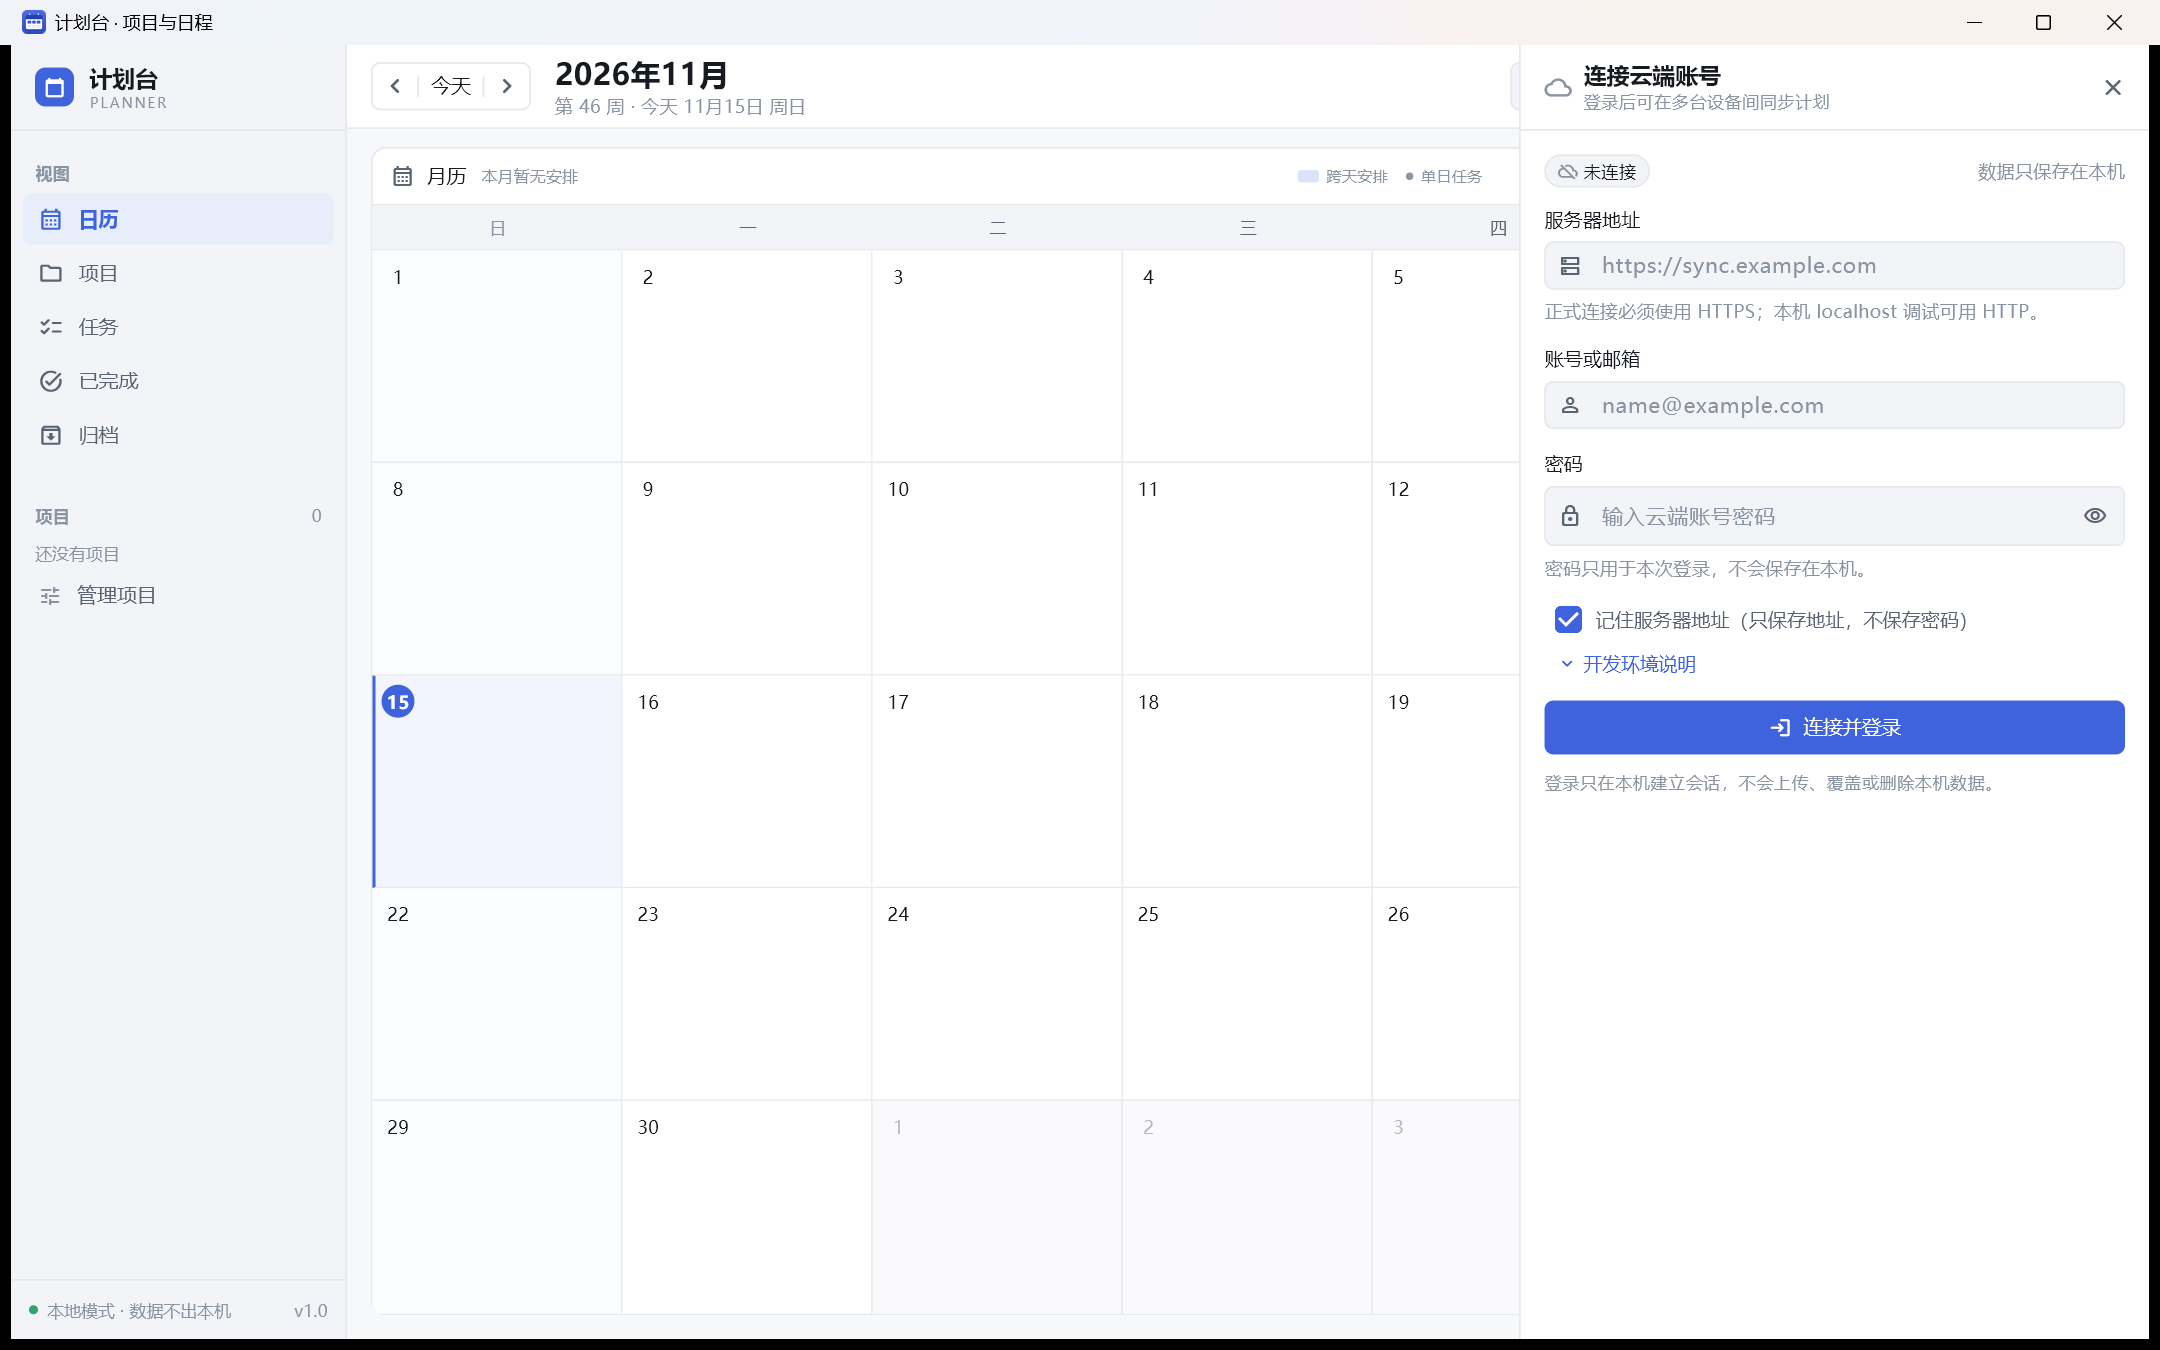 计划台 · 项目与日程
计划台
PLANNER
视图
日历
项目
任务
已完成
归档
项目 0
还没有项目
管理项目
本地模式 · 数据不出本机 v1.0
今天
2026年11月
第 46 周 · 今天 11月15日 周日
月历 本月暂无安排 跨天安排 单日任务
日 一 二 三 四
1 2 3 4 5
8 9 10 11 12
15 16 17 18 19
22 23 24 25 26
29 30 1 2 3
连接云端账号
登录后可在多台设备间同步计划
未连接 数据只保存在本机
服务器地址
https://sync.example.com
正式连接必须使用 HTTPS；本机 localhost 调试可用 HTTP。
账号或邮箱
name@example.com
密码
输入云端账号密码
密码只用于本次登录，不会保存在本机。
记住服务器地址（只保存地址，不保存密码）
开发环境说明
连接并登录
登录只在本机建立会话，不会上传、覆盖或删除本机数据。